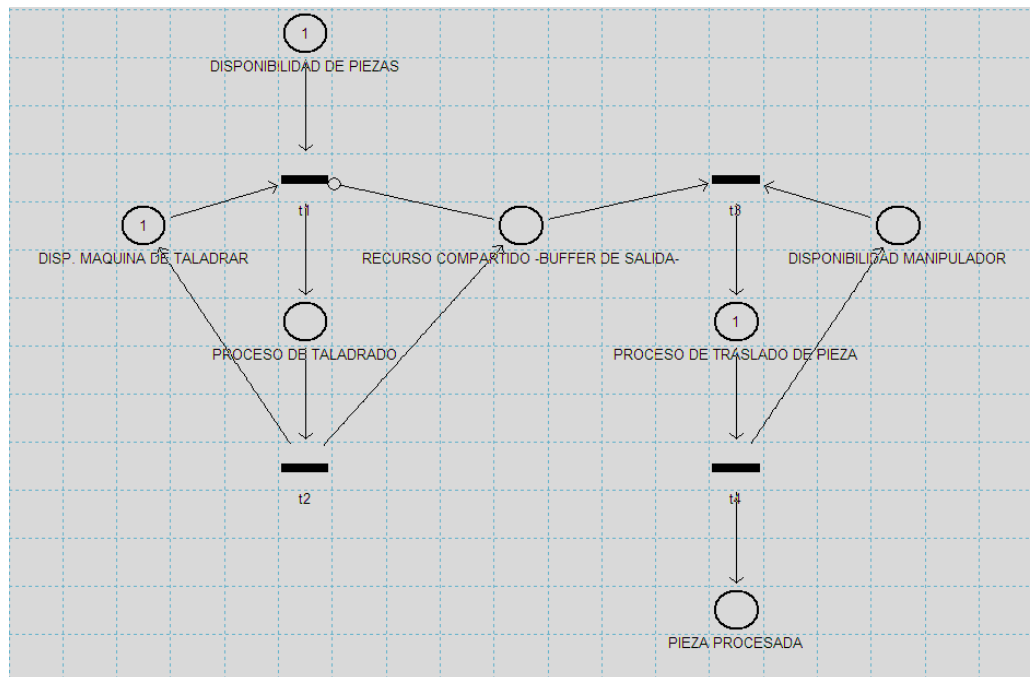 1
DISPONIBILIDAD DE PIEZAS
t1
t3
1
DISP. MAQUINA DE TALADRAR
RECURSO COMPARTIDO -BUFFER DE SALIDA-
DISPONIBILIDAD MANIPULADOR
1
PROCESO DE TALADRADO
PROCESO DE TRASLADO DE PIEZA
t2
t4
PIEZA PROCESADA